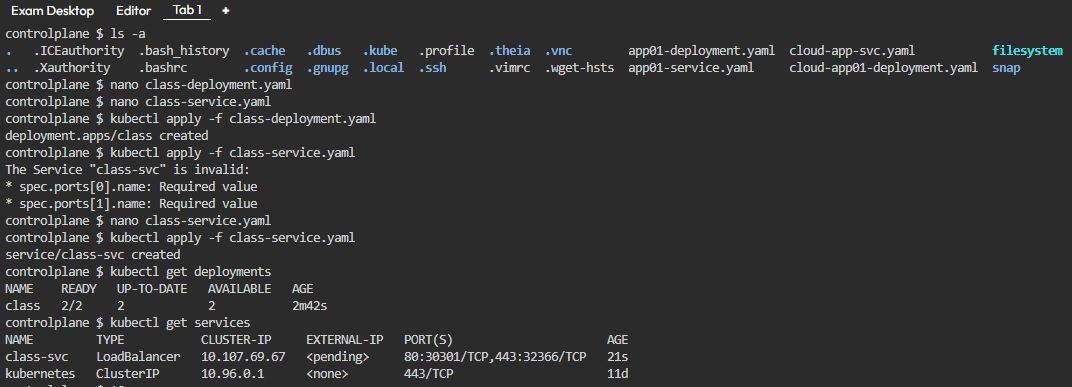 Exam Desktop Editor Tab 1 +
controlplane $ ls -a
. .ICEauthority .bash_history .cache .dbus .kube .profile .theia .vnc app01-deployment.yaml cloud-app-svc.yaml filesystem
.. .Xauthority .bashrc .config .gnupg .local .ssh .vimrc .wget-hsts app01-service.yaml cloud-app01-deployment.yaml snap
controlplane $ nano class-deployment.yaml
controlplane $ nano class-service.yaml
controlplane $ kubectl apply -f class-deployment.yaml
deployment.apps/class created
controlplane $ kubectl apply -f class-service.yaml
The Service "class-svc" is invalid:
* spec.ports[0].name: Required value
* spec.ports[1].name: Required value
controlplane $ nano class-service.yaml
controlplane $ kubectl apply -f class-service.yaml
service/class-svc created
controlplane $ kubectl get deployments
NAME READY UP-TO-DATE AVAILABLE AGE
class 2/2 2 2 2m42s
controlplane $ kubectl get services
NAME TYPE CLUSTER-IP EXTERNAL-IP PORT(S) AGE
class-svc LoadBalancer 10.107.69.67 <pending> 80:30301/TCP,443:32366/TCP 21s
kubernetes ClusterIP 10.96.0.1 <none> 443/TCP 11d